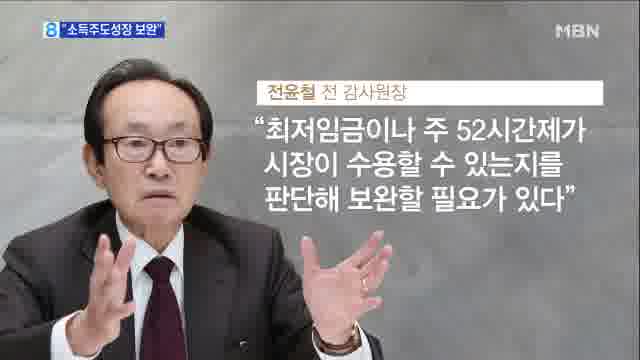 8 "소득주도성장 보완"
MBN
전윤철 전 감사원장
“최저임금이나 주 52시간제가
시장이 수용할 수 있는지를
판단해 보완할 필요가 있다”